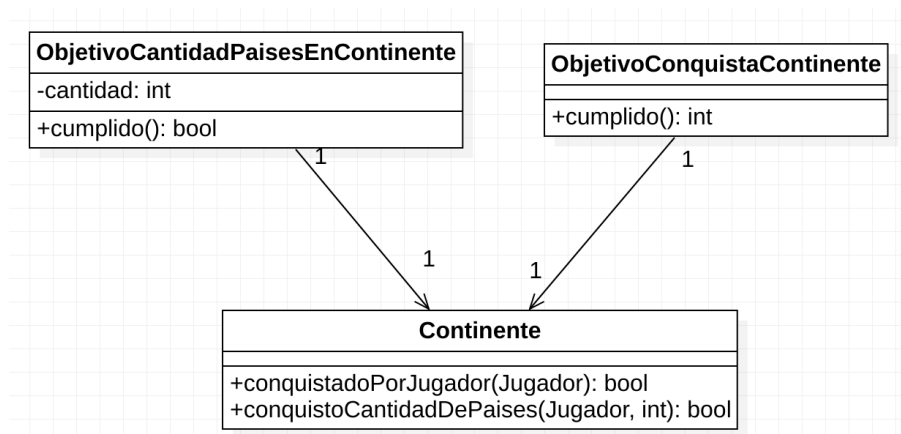 ObjetivoCantidadPaisesEnContinente
-cantidad: int
+cumplido(): bool
ObjetivoConquistaContinente
+cumplido(): int
1
1
1
1
Continente
+conquistadoPorJugador(Jugador): bool
+conquistoCantidadDePaises(Jugador, int): bool